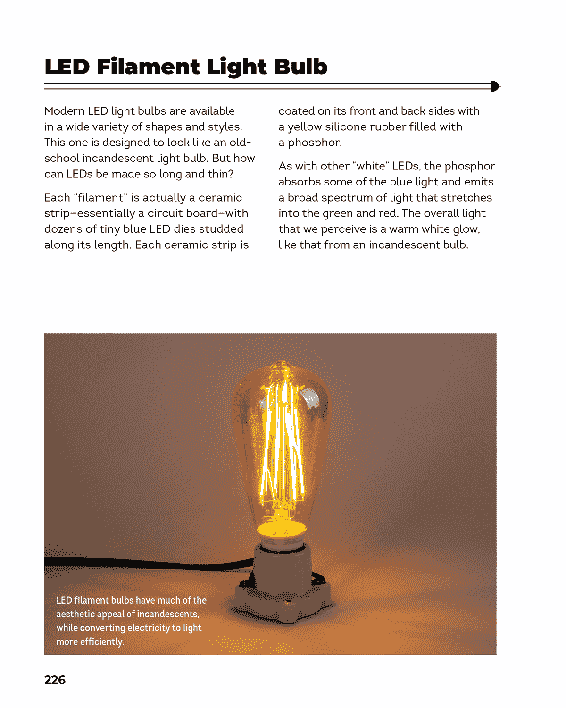 LED Filament Light Bulb
Modern LED light bulbs are available
in a wide variety of shapes and styles.
This one is designed to look like an old-
school incandescent light bulb. But how
can LEDs be made so long and thin?
Each "filament" is actually a ceramic
strip—essentially a circuit board—with
dozens of tiny blue LED dies studded
along its length. Each ceramic strip is
coated on its front and back sides with
a yellow silicone rubber filled with
a phosphor.
As with other "white" LEDs, the phosphor
absorbs some of the blue light and emits
a broad spectrum of light that stretches
into the green and red. The overall light
that we perceive is a warm white glow,
like that from an incandescent bulb.
LED filament bulbs have much of the
aesthetic appeal of incandescents,
while converting electricity to light
more efficiently.
226